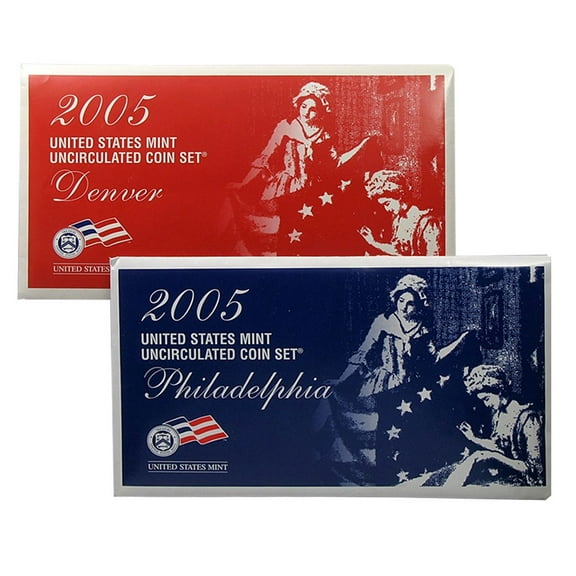 2005
UNITED STATES MINT
UNCIRCULATED COIN SET®
Denver
UNITED STATES MINT
2005
UNITED STATES MINT
UNCIRCULATED COIN SET®
Philadelphia
UNITED STATES MINT